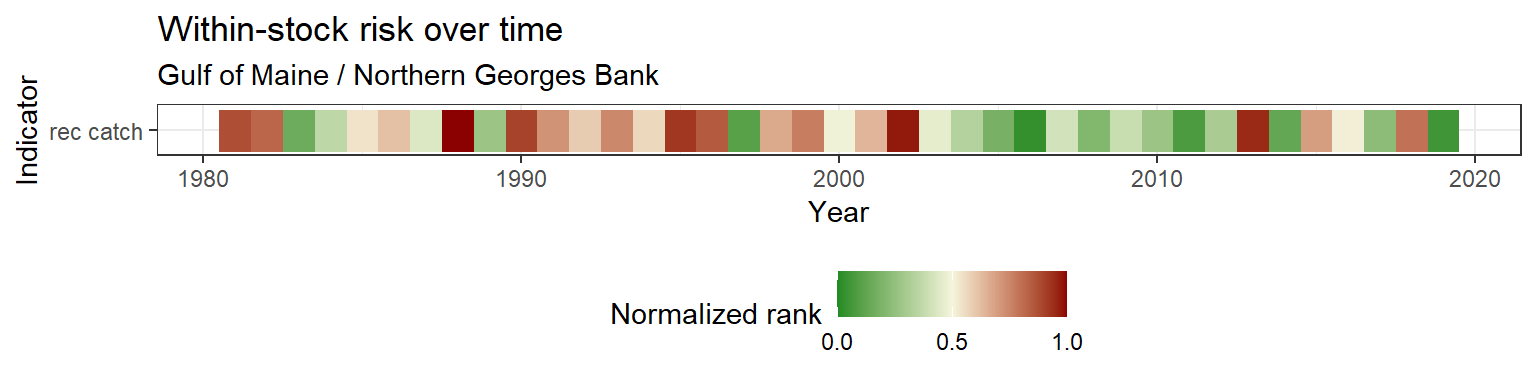 Within-stock risk over time
Gulf of Maine / Northern Georges Bank
Indicator
rec catch
1980 1990 2000 2010 2020
Year
Normalized rank
0.0 0.5 1.0